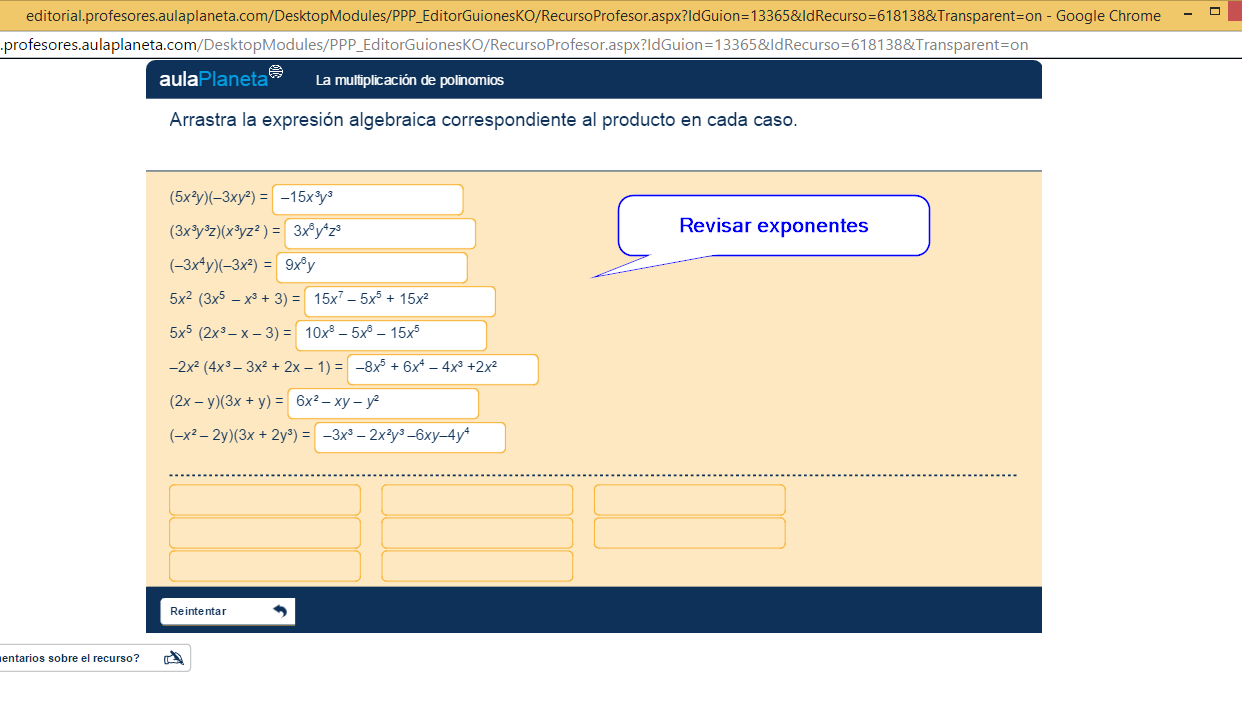 editorial.profesores.aulaplaneta.com/DesktopModules/PPP_EditorGuionesKO/RecursoProfesor.aspx?IdGuion=13365&IdRecurso=618138&Transparent=on - Google Chrome
.profesores.aulaplaneta.com/DesktopModules/PPP_EditorGuionesKO/RecursoProfesor.aspx?IdGuion=13365&IdRecurso=618138&Transparent=on
aulaPlaneta La multiplicación de polinomios
Arrastra la expresión algebraica correspondiente al producto en cada caso.
(5x²y)(–3xy²) = –15x³y³
Revisar exponentes
(3x³y³z)(x³yz² ) = 3x⁶y⁴z³
(–3x⁴y)(–3x²) = 9x⁶y
5x² (3x⁵ – x³ + 3) = 15x⁷ – 5x⁵ + 15x²
5x⁵ (2x³ – x – 3) = 10x⁸ – 5x⁶ – 15x⁵
–2x² (4x³ – 3x² + 2x – 1) = –8x⁵ + 6x⁴ – 4x³ +2x²
(2x – y)(3x + y) = 6x² – xy – y²
(–x² – 2y)(3x + 2y³) = –3x³ – 2x²y³ –6xy–4y⁴
Reintentar
entarios sobre el recurso?